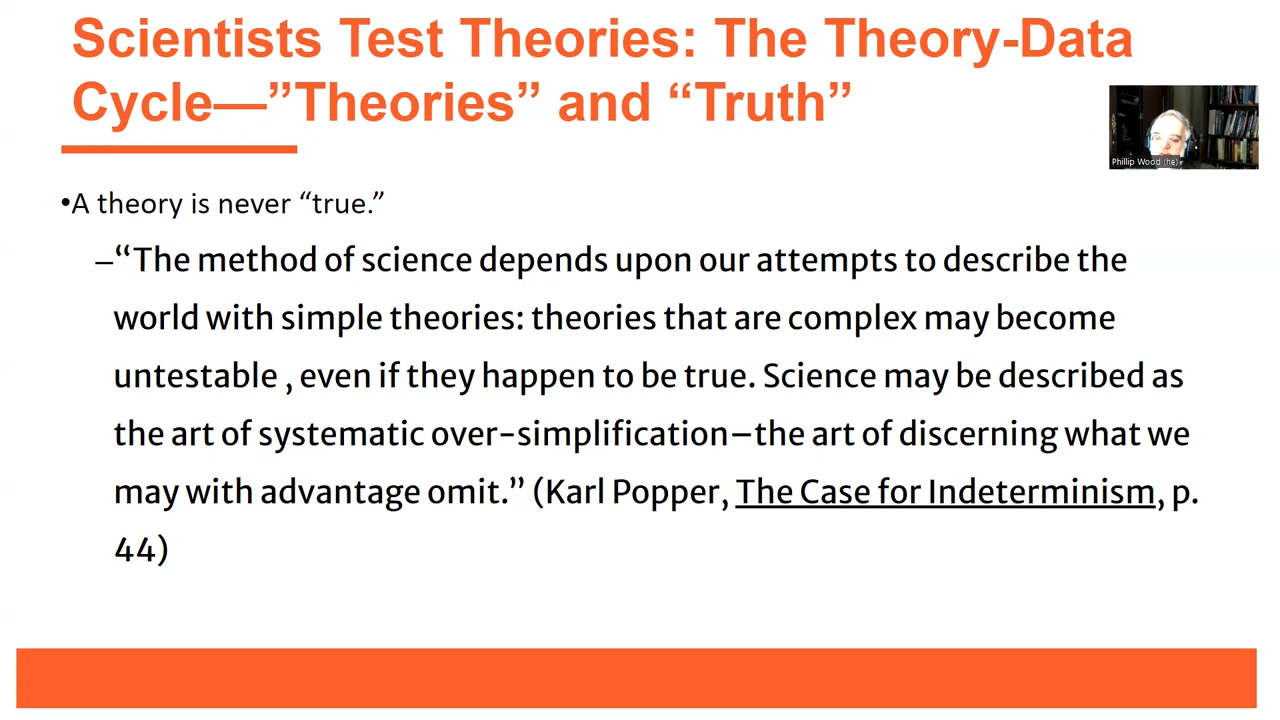 Scientists Test Theories: The Theory-Data
Cycle—”Theories” and “Truth”
Phillip Wood (he)
•A theory is never “true.”
–“The method of science depends upon our attempts to describe the
world with simple theories: theories that are complex may become
untestable , even if they happen to be true. Science may be described as
the art of systematic over-simplification–the art of discerning what we
may with advantage omit.” (Karl Popper, The Case for Indeterminism, p.
44)